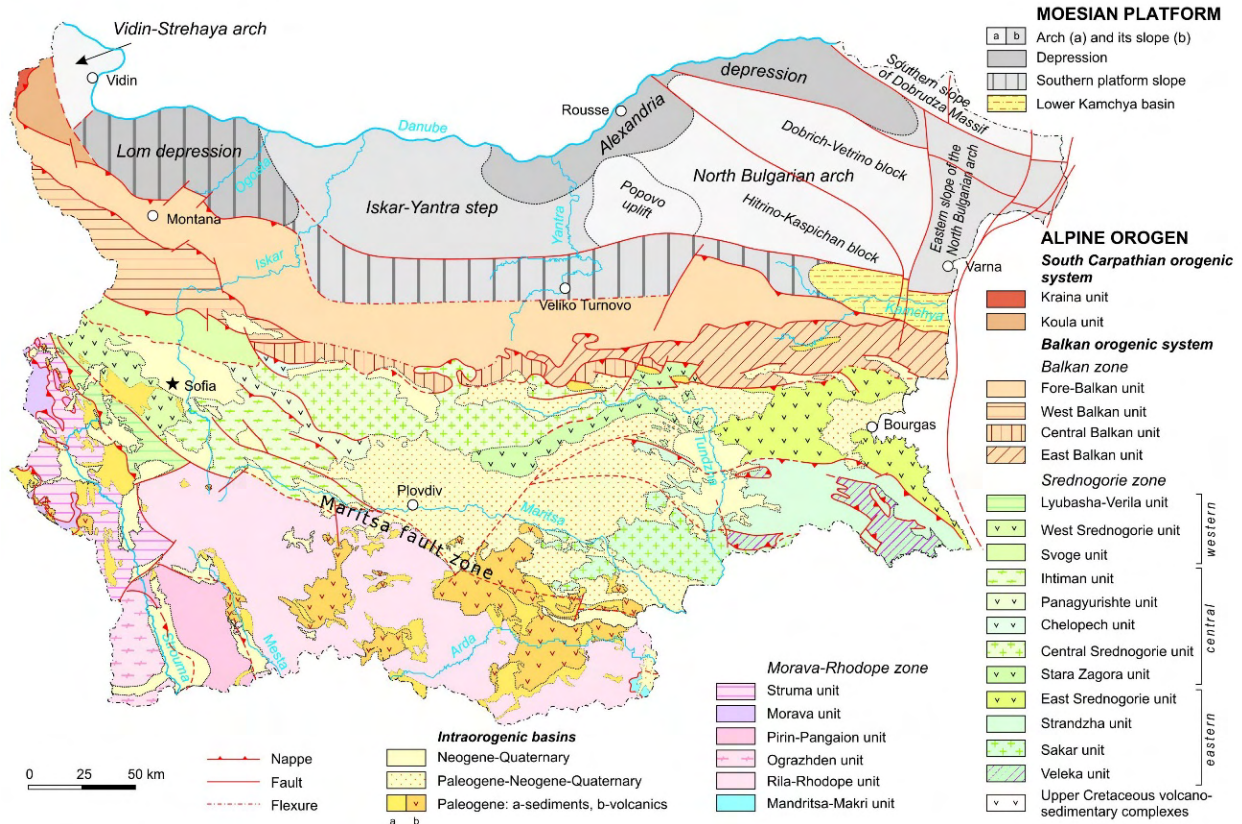 Vidin-Strehaya arch
Vidin
Lom depression
Ogosta
Montana
Danube
Rousse
Alexandria
depression
Southern slope
of Dobrudza Massif
Dobrich-Vetrino block
North Bulgarian arch
Popovo
uplift
Hitrino-Kaspichan block
Eastern slope of the
North Bulgarian arch
Iskar-Yantra step
Yantra
Iskar
Veliko Turnovo
Varna
Kamchya
Sofia
Bourgas
Tundzha
Plovdiv
Maritsa
Maritsa fault zone
Strouma
Mesta
Arda
MOESIAN PLATFORM
a b Arch (a) and its slope (b)
Depression
Southern platform slope
Lower Kamchya basin
ALPINE OROGEN
South Carpathian orogenic
system
Kraina unit
Koula unit
Balkan orogenic system
Balkan zone
Fore-Balkan unit
West Balkan unit
Central Balkan unit
East Balkan unit
Srednogorie zone
Lyubasha-Verila unit
West Srednogorie unit
Svoge unit
western
Ihtiman unit
Panagyurishte unit
Chelopech unit
Central Srednogorie unit
Stara Zagora unit
central
East Srednogorie unit
Strandzha unit
Sakar unit
Veleka unit
eastern
Upper Cretaceous volcano-
sedimentary complexes
Morava-Rhodope zone
Struma unit
Morava unit
Pirin-Pangaion unit
Ograzhden unit
Rila-Rhodope unit
Mandritsa-Makri unit
Intraorogenic basins
Neogene-Quaternary
Paleogene-Neogene-Quaternary
Paleogene: a-sediments, b-volcanics
a b
Nappe
Fault
Flexure
0 25 50 km